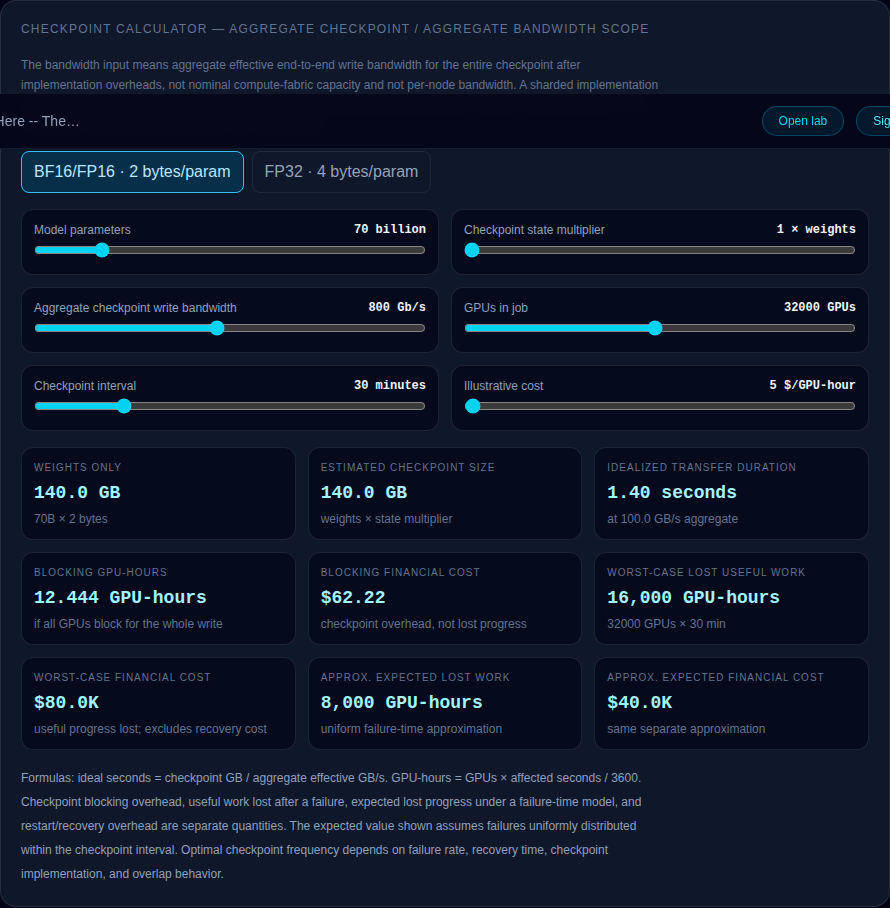 CHECKPOINT CALCULATOR — AGGREGATE CHECKPOINT / AGGREGATE BANDWIDTH SCOPE
The bandwidth input means aggregate effective end-to-end write bandwidth for the entire checkpoint after
implementation overheads, not nominal compute-fabric capacity and not per-node bandwidth. A sharded implementation
Here -- The…
Open lab
Sig
BF16/FP16 · 2 bytes/param
FP32 · 4 bytes/param
Model parameters
70 billion
Checkpoint state multiplier
1 × weights
Aggregate checkpoint write bandwidth
800 Gb/s
GPUs in job
32000 GPUs
Checkpoint interval
30 minutes
Illustrative cost
5 $/GPU-hour
WEIGHTS ONLY
140.0 GB
70B × 2 bytes
ESTIMATED CHECKPOINT SIZE
140.0 GB
weights × state multiplier
IDEALIZED TRANSFER DURATION
1.40 seconds
at 100.0 GB/s aggregate
BLOCKING GPU-HOURS
12.444 GPU-hours
if all GPUs block for the whole write
BLOCKING FINANCIAL COST
$62.22
checkpoint overhead, not lost progress
WORST-CASE LOST USEFUL WORK
16,000 GPU-hours
32000 GPUs × 30 min
WORST-CASE FINANCIAL COST
$80.0K
useful progress lost; excludes recovery cost
APPROX. EXPECTED LOST WORK
8,000 GPU-hours
uniform failure-time approximation
APPROX. EXPECTED FINANCIAL COST
$40.0K
same separate approximation
Formulas: ideal seconds = checkpoint GB / aggregate effective GB/s. GPU-hours = GPUs × affected seconds / 3600.
Checkpoint blocking overhead, useful work lost after a failure, expected lost progress under a failure-time model, and
restart/recovery overhead are separate quantities. The expected value shown assumes failures uniformly distributed
within the checkpoint interval. Optimal checkpoint frequency depends on failure rate, recovery time, checkpoint
implementation, and overlap behavior.